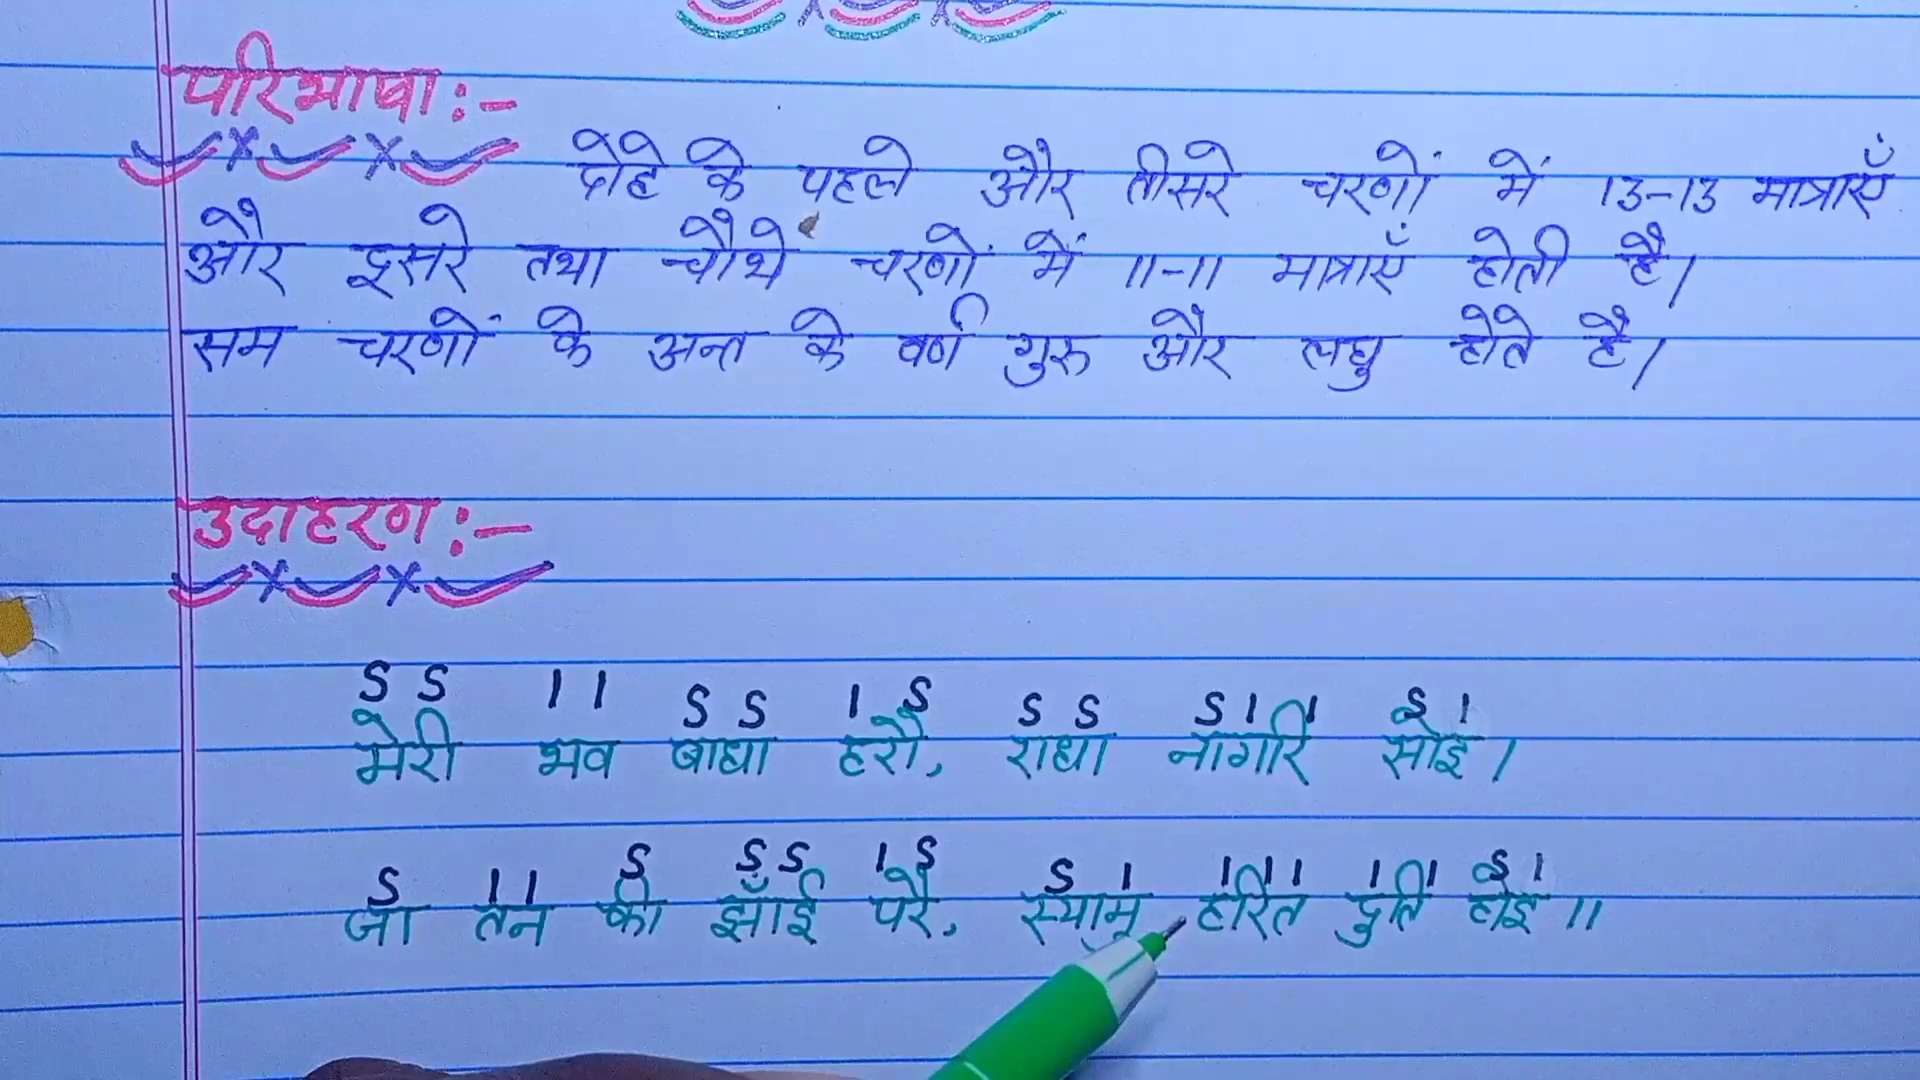 परिभाषा :-
दोहे के पहले और तीसरे चरणों में 13-13 मात्राएँ
और दुसरे तथा चौथे चरणों में 11-11 मात्राएँ होती है।
सम चरणों के अन्त के वर्ण गुरु और लघु होते है।
उदाहरण :-
S S I I S S I S S S S I I S I
मेरी भव बाधा हरौ, राधा नागरि सोइ।
S I I S S S I S S I I I I I I S I
जा तन की झाँई परै, स्यामु हरित दुति होइ॥